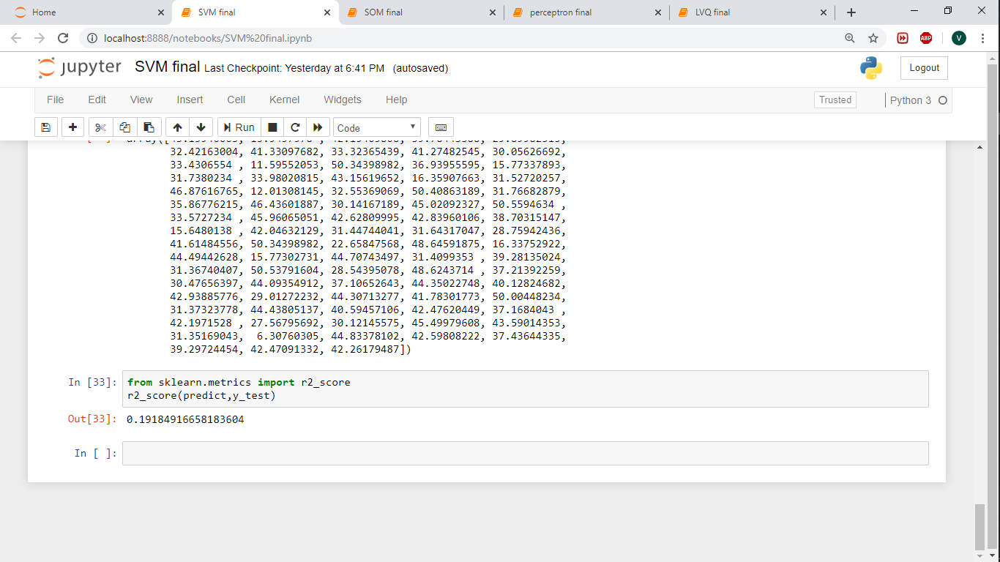 Home
SVM final
SOM final
perceptron final
LVQ final
localhost:8888/notebooks/SVM%20final.ipynb
ABP
V
jupyter SVM final Last Checkpoint: Yesterday at 6:41 PM (autosaved)
Logout
File Edit View Insert Cell Kernel Widgets Help
Trusted
Python 3
Run
Code
32.42163004, 41.33097682, 33.32365439, 41.27482545, 30.05626692,
33.4306554 , 11.59552053, 50.34398982, 36.93955595, 15.77337893,
31.7380234 , 33.98020815, 43.15619652, 16.35907663, 31.52720257,
46.87616765, 12.01308145, 32.55369069, 50.40863189, 31.76682879,
35.86776215, 46.43601887, 30.14167189, 45.02092327, 50.5594634 ,
33.5727234 , 45.96065051, 42.62809995, 42.83960106, 38.70315147,
15.6480138 , 42.04632129, 31.44744041, 31.64317047, 28.75942436,
41.61484556, 50.34398982, 22.65847568, 48.64591875, 16.33752922,
44.49442628, 15.77302731, 44.70743497, 31.4099353 , 39.28135024,
31.36740407, 50.53791604, 28.54395078, 48.6243714 , 37.21392259,
30.47656397, 44.09354912, 37.10652643, 44.35022748, 40.12824682,
42.93885776, 29.01272232, 44.30713277, 41.78301773, 50.00448234,
31.37323778, 44.43805137, 40.59457106, 42.47620449, 37.1684043 ,
42.1971528 , 27.56795692, 30.12145575, 45.49979608, 43.59014353,
31.35169043,  6.30760305, 44.83378102, 42.59808222, 37.43644335,
39.29724454, 42.47091332, 42.26179487])
In [33]: from sklearn.metrics import r2_score
r2_score(predict,y_test)
Out[33]: 0.19184916658183604
In [ ]: